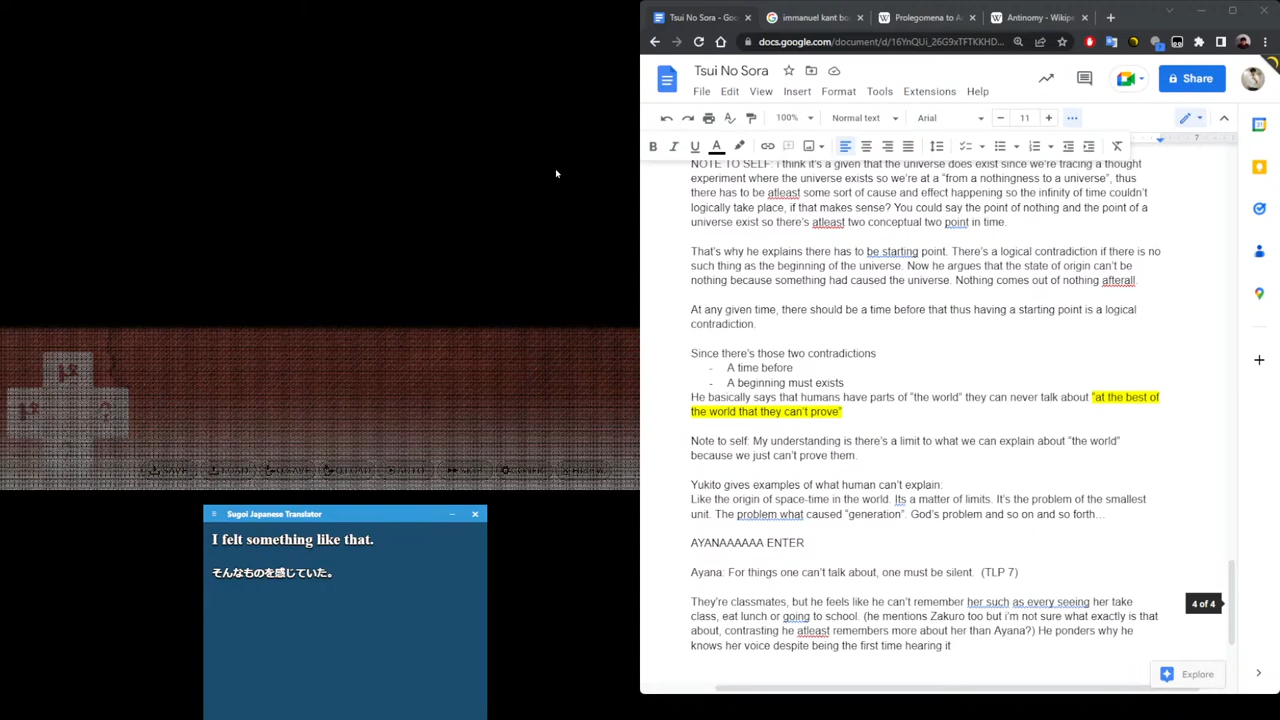 Tsui No Sora - Goo
immanuel kant bo
Prolegomena to A
Antinomy - Wikipe
docs.google.com/document/d/16YnQUi_26G9xTFTKKHD...
Tsui No Sora
Share
File Edit View Insert Format Tools Extensions Help
100% Normal text Arial 11
7
NOTE TO SELF: i think it's a given that the universe does exist since we're tracing a thought
experiment where the universe exists so we're at a "from a nothingness to a universe", thus
there has to be atleast some sort of cause and effect happening so the infinity of time couldn't
logically take place, if that makes sense? You could say the point of nothing and the point of a
universe exist so there's atleast two conceptual two point in time.
That's why he explains there has to be starting point. There's a logical contradiction if there is no
such thing as the beginning of the universe. Now he argues that the state of origin can't be
nothing because something had caused the universe. Nothing comes out of nothing afterall.
At any given time, there should be a time before that thus having a starting point is a logical
contradiction.
Since there's those two contradictions
- A time before
- A beginning must exists
He basically says that humans have parts of "the world" they can never talk about "at the best of
the world that they can't prove"
Note to self: My understanding is there's a limit to what we can explain about "the world"
because we just can't prove them.
Yukito gives examples of what human can't explain:
Like the origin of space-time in the world. Its a matter of limits. It's the problem of the smallest
unit. The problem what caused "generation". God's problem and so on and so forth…
AYANAAAAAA ENTER
Ayana: For things one can't talk about, one must be silent. (TLP 7)
They're classmates, but he feels like he can't remember her such as every seeing her take
class, eat lunch or going to school. (he mentions Zakuro too but i'm not sure what exactly is that
about, contrasting he atleast remembers more about her than Ayana?) He ponders why he
knows her voice despite being the first time hearing it
4 of 4
Explore
SAVE LOAD Q.SAVE Q.LOAD AUTO SKIP
Sugoi Japanese Translator
I felt something like that.
そんなものを感じていた。